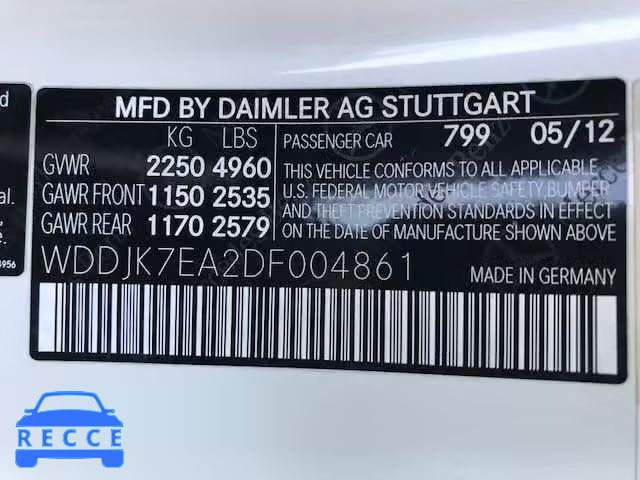 MFD BY DAIMLER AG STUTTGART
KG LBS
GVWR 2250 4960
GAWR FRONT 1150 2535
GAWR REAR 1170 2579
PASSENGER CAR 799 05/12
THIS VEHICLE CONFORMS TO ALL APPLICABLE
U.S. FEDERAL MOTOR VEHICLE SAFETY, BUMPER
AND THEFT PREVENTION STANDARDS IN EFFECT
ON THE DATE OF MANUFACTURE SHOWN ABOVE.
WDDJK7EA2DF004861
MADE IN GERMANY
4956
RECCE